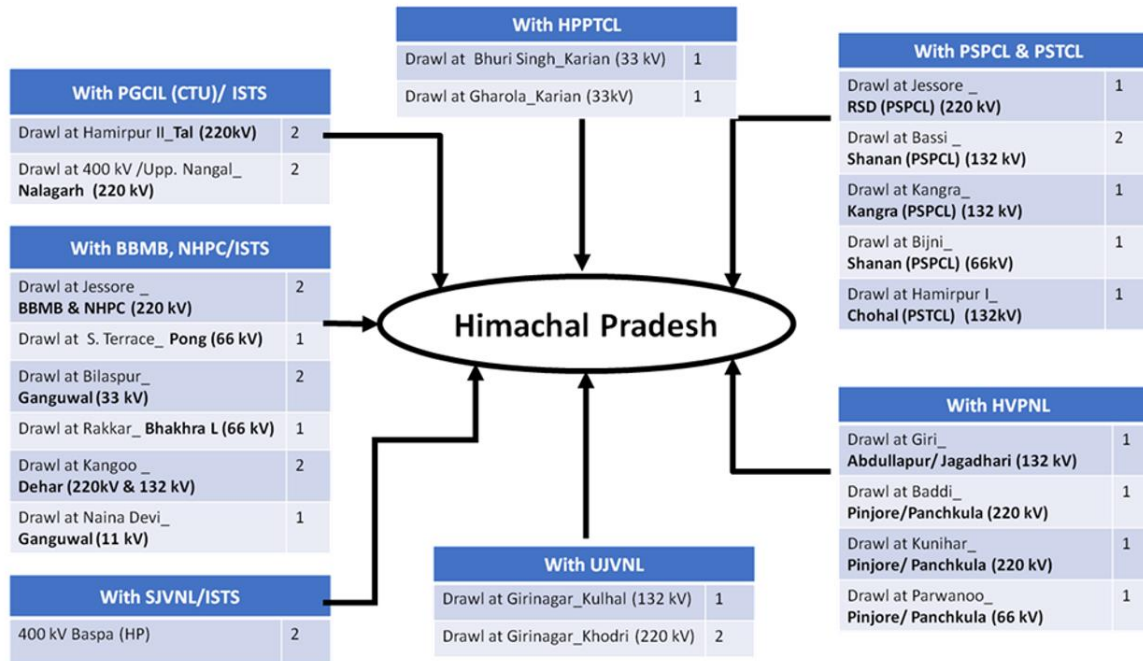 With HPPTCL
Drawl at Bhuri Singh_Karian (33 kV) 1
Drawl at Gharola_Karian (33kV) 1
With PGCIL (CTU)/ ISTS
Drawl at Hamirpur II_Tal (220kV) 2
Drawl at 400 kV /Upp. Nangal_ 2
Nalagarh (220 kV)
With BBMB, NHPC/ISTS
Drawl at Jessore _ 2
BBMB & NHPC (220 kV)
Drawl at S. Terrace_ Pong (66 kV) 1
Drawl at Bilaspur_ 2
Ganguwal (33 kV)
Drawl at Rakkar_ Bhakhra L (66 kV) 1
Drawl at Kangoo _ 2
Dehar (220kV & 132 kV)
Drawl at Naina Devi_ 1
Ganguwal (11 kV)
With SJVNL/ISTS
400 kV Baspa (HP) 2
Himachal Pradesh
With UJVNL
Drawl at Girinagar_Kulhal (132 kV) 1
Drawl at Girinagar_Khodri (220 kV) 2
With PSPCL & PSTCL
Drawl at Jessore _ 1
RSD (PSPCL) (220 kV)
Drawl at Bassi _ 2
Shanan (PSPCL) (132 kV)
Drawl at Kangra_ 1
Kangra (PSPCL) (132 kV)
Drawl at Bijni_ 1
Shanan (PSPCL) (66kV)
Drawl at Hamirpur I_ 1
Chohal (PSTCL) (132kV)
With HVPNL
Drawl at Giri_ 1
Abdullapur/ Jagadhari (132 kV)
Drawl at Baddi_ 1
Pinjore/Panchkula (220 kV)
Drawl at Kunihar_ 1
Pinjore/ Panchkula (220 kV)
Drawl at Parwanoo_ 1
Pinjore/ Panchkula (66 kV)